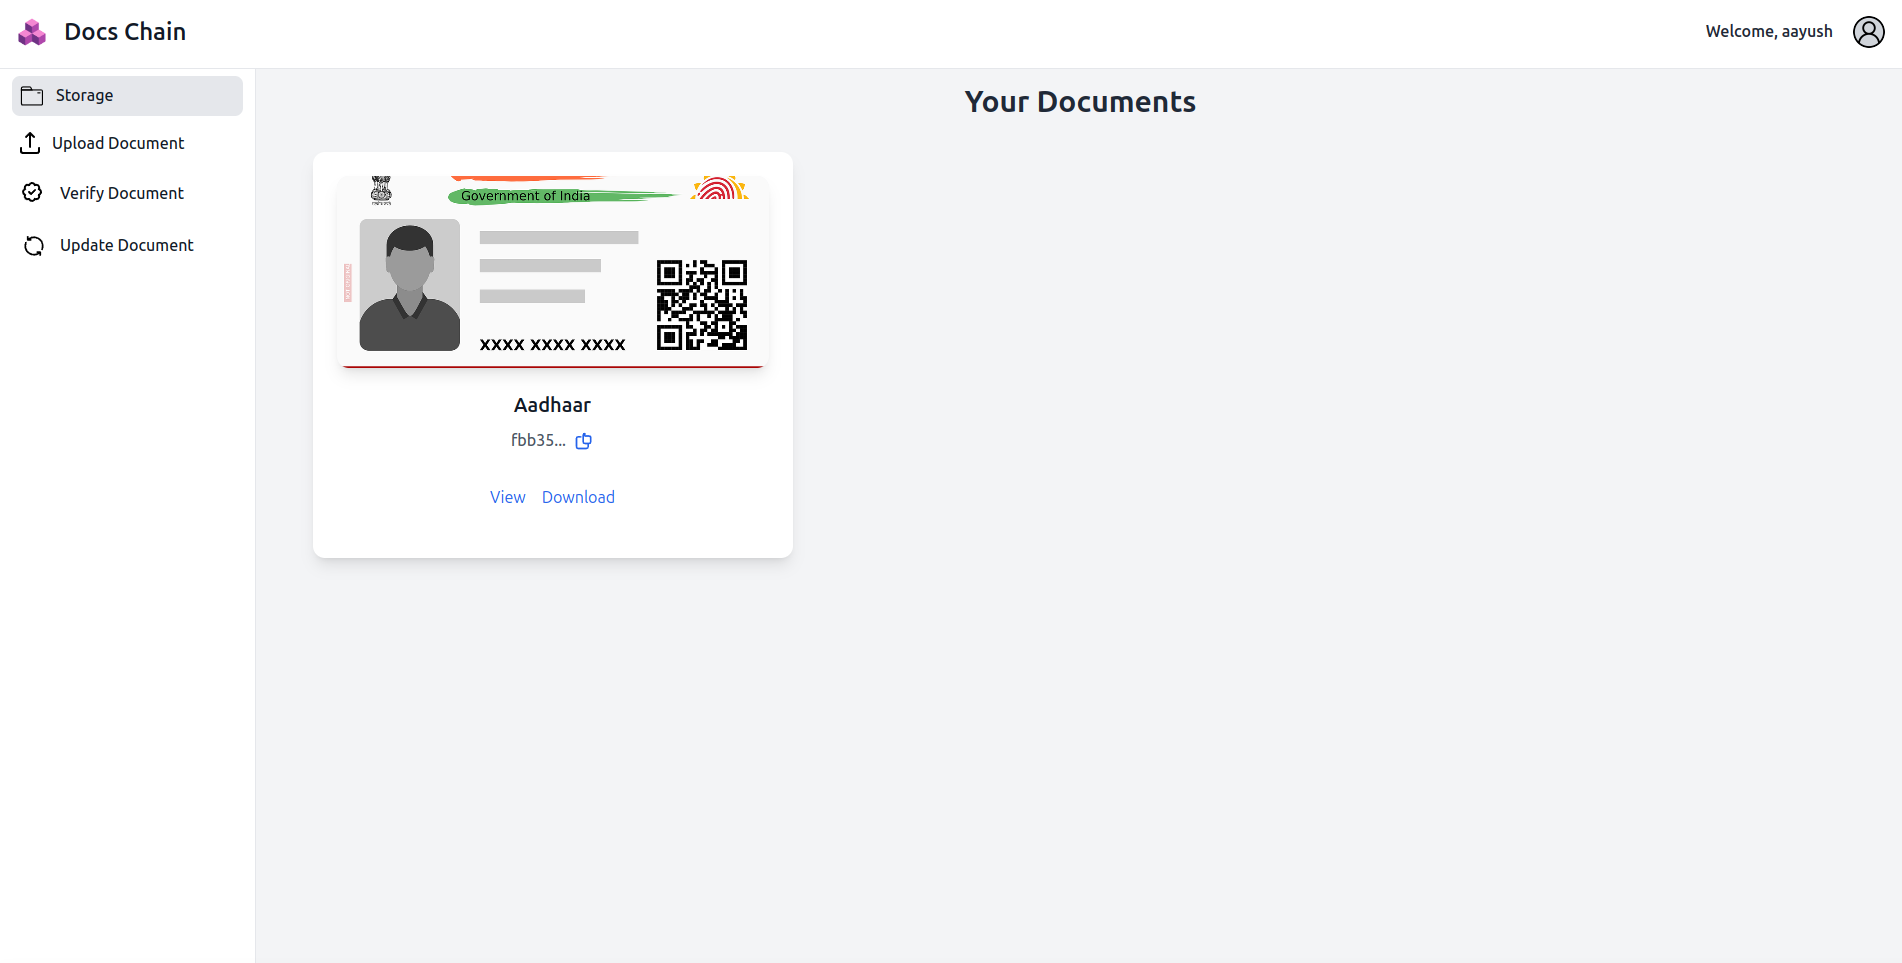 Docs Chain
Welcome, aayush
Storage
Upload Document
Verify Document
Update Document
Your Documents
Government of India
XXXX XXXX XXXX
Aadhaar
fbb35...
View Download